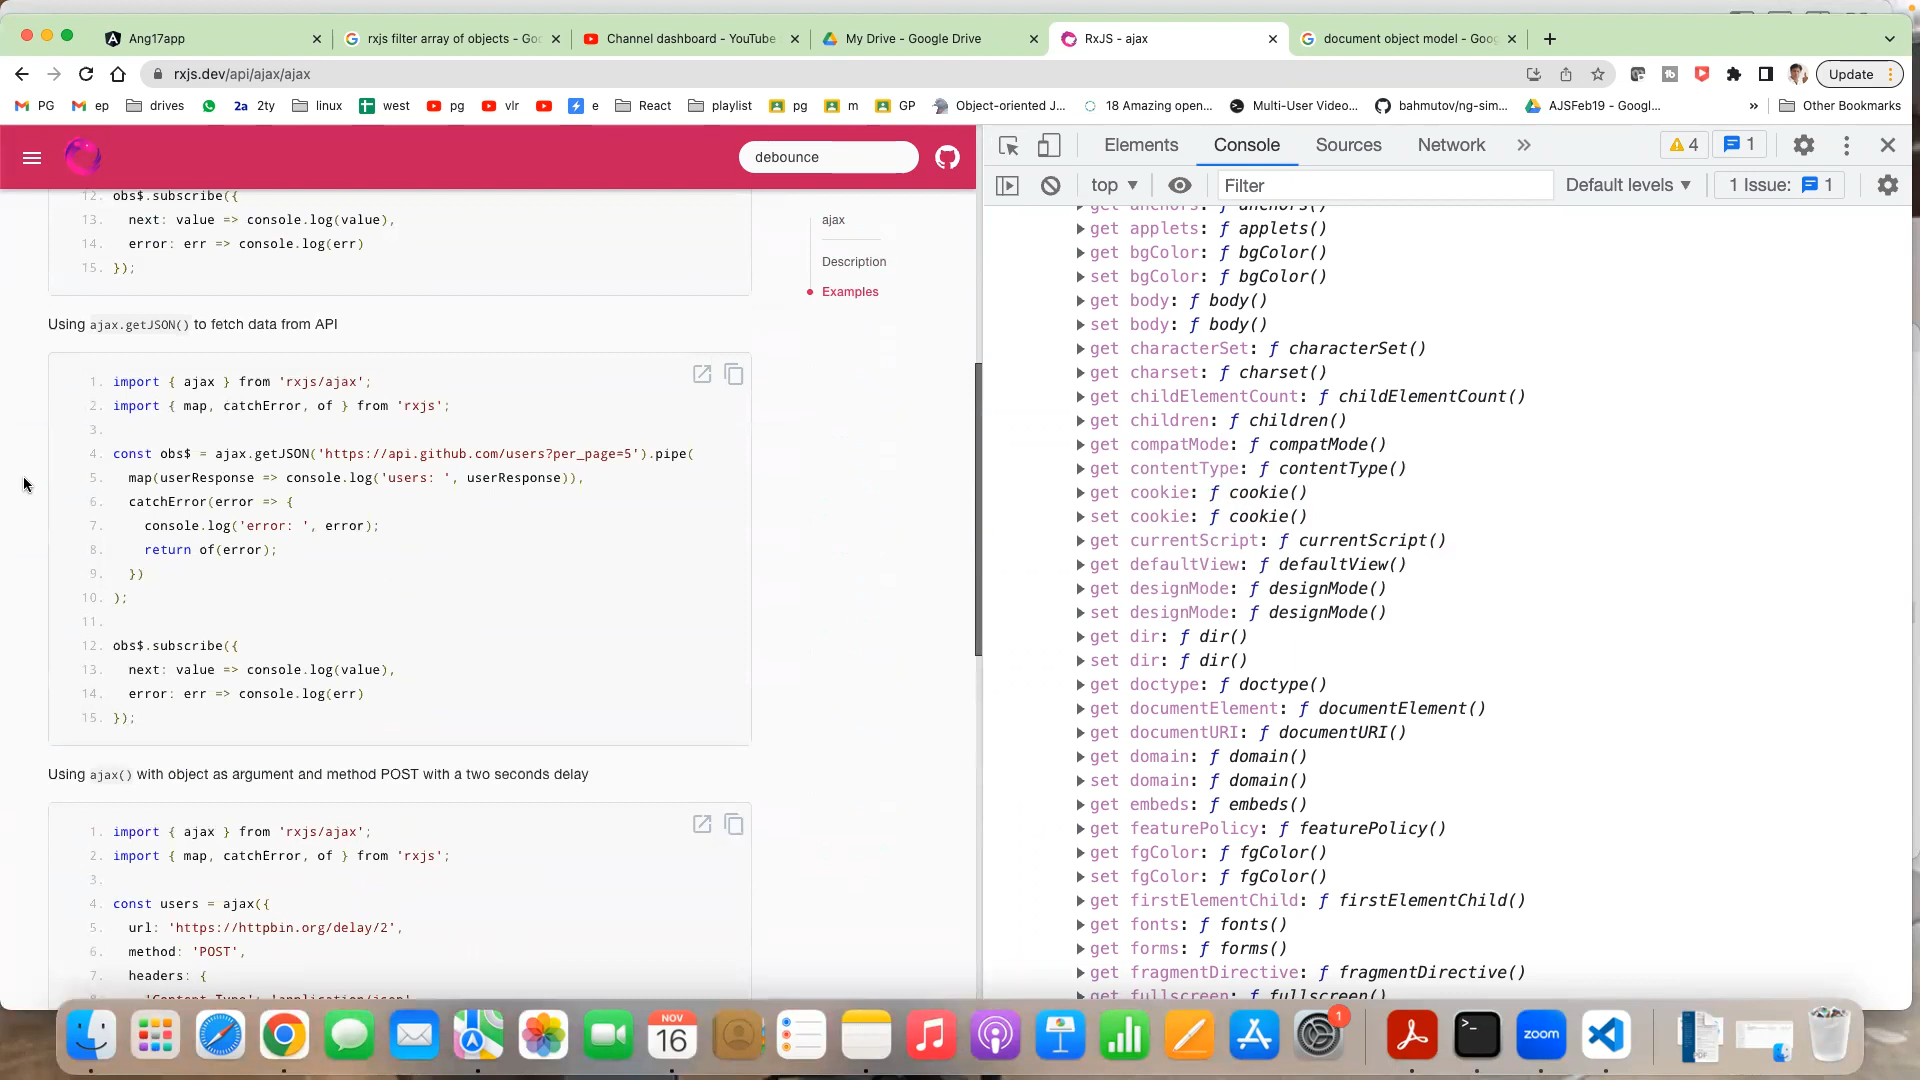 Ang17app
rxjs filter array of objects - Goo
Channel dashboard - YouTube
My Drive - Google Drive
RxJS - ajax
document object model - Goog
rxjs.dev/api/ajax/ajax
Update
PG
ep
drives
2a 2ty
linux
west
pg
vlr
e
React
playlist
pg
m
GP
Object-oriented J...
18 Amazing open...
Multi-User Video...
bahmutov/ng-sim...
AJSFeb19 - Googl...
»
Other Bookmarks
debounce
12. obs$.subscribe({
13. next: value => console.log(value),
14. error: err => console.log(err)
15. });
Using ajax.getJSON() to fetch data from API
1. import { ajax } from 'rxjs/ajax';
2. import { map, catchError, of } from 'rxjs';
3.
4. const obs$ = ajax.getJSON('https://api.github.com/users?per_page=5').pipe(
5. map(userResponse => console.log('users: ', userResponse)),
6. catchError(error => {
7. console.log('error: ', error);
8. return of(error);
9. })
10. );
11.
12. obs$.subscribe({
13. next: value => console.log(value),
14. error: err => console.log(err)
15. });
Using ajax() with object as argument and method POST with a two seconds delay
1. import { ajax } from 'rxjs/ajax';
2. import { map, catchError, of } from 'rxjs';
3.
4. const users = ajax({
5. url: 'https://httpbin.org/delay/2',
6. method: 'POST',
7. headers: {
8. 'Content-Type': 'application/json',
ajax
Description
Examples
Elements
Console
Sources
Network
»
4
1
top
Filter
Default levels
1 Issue: 1
get anchors: ƒ anchors()
get applets: ƒ applets()
get bgColor: ƒ bgColor()
set bgColor: ƒ bgColor()
get body: ƒ body()
set body: ƒ body()
get characterSet: ƒ characterSet()
get charset: ƒ charset()
get childElementCount: ƒ childElementCount()
get children: ƒ children()
get compatMode: ƒ compatMode()
get contentType: ƒ contentType()
get cookie: ƒ cookie()
set cookie: ƒ cookie()
get currentScript: ƒ currentScript()
get defaultView: ƒ defaultView()
get designMode: ƒ designMode()
set designMode: ƒ designMode()
get dir: ƒ dir()
set dir: ƒ dir()
get doctype: ƒ doctype()
get documentElement: ƒ documentElement()
get documentURI: ƒ documentURI()
get domain: ƒ domain()
set domain: ƒ domain()
get embeds: ƒ embeds()
get featurePolicy: ƒ featurePolicy()
get fgColor: ƒ fgColor()
set fgColor: ƒ fgColor()
get firstElementChild: ƒ firstElementChild()
get fonts: ƒ fonts()
get forms: ƒ forms()
get fragmentDirective: ƒ fragmentDirective()
get fullscreen: ƒ fullscreen()
NOV
16
1
zoom
PDF